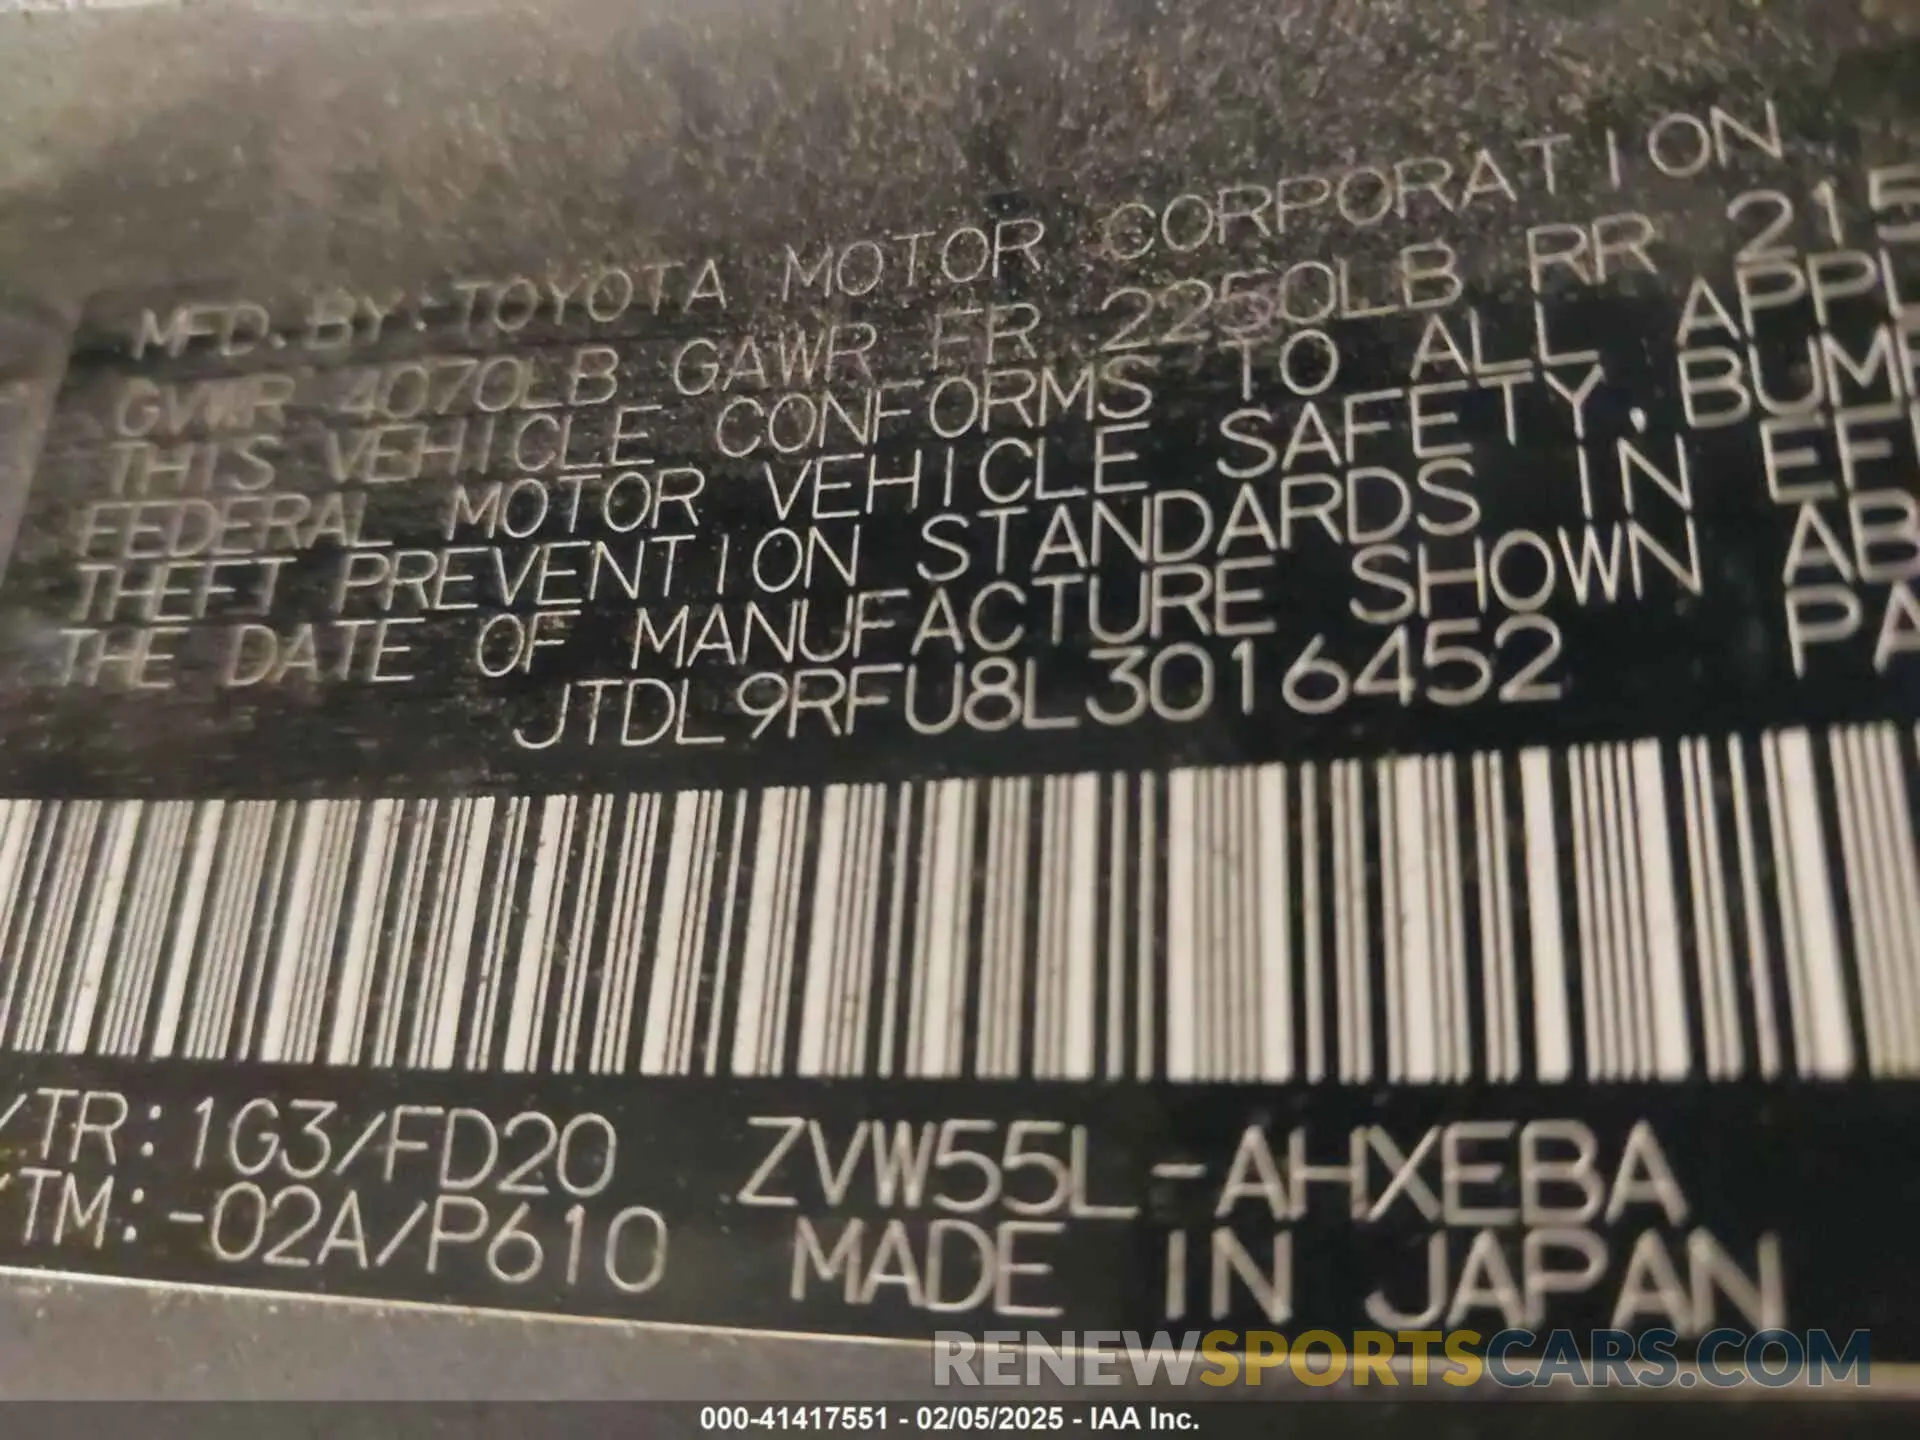 MFD. BY: TOYOTA MOTOR CORPORATION
GVWR 4070LB GAWR FR 2250LB RR 215
THIS VEHICLE CONFORMS TO ALL APPL
FEDERAL MOTOR VEHICLE SAFETY, BUMP
THEFT PREVENTION STANDARDS IN EF
THE DATE OF MANUFACTURE SHOWN AB
JTDL9RFU8L3016452 PA
/TR:1G3/FD20 ZVW55L-AHXEBA
/TM:-02A/P610 MADE IN JAPAN
RENEWSPORTSCARS.COM
000-41417551 - 02/05/2025 - IAA Inc.